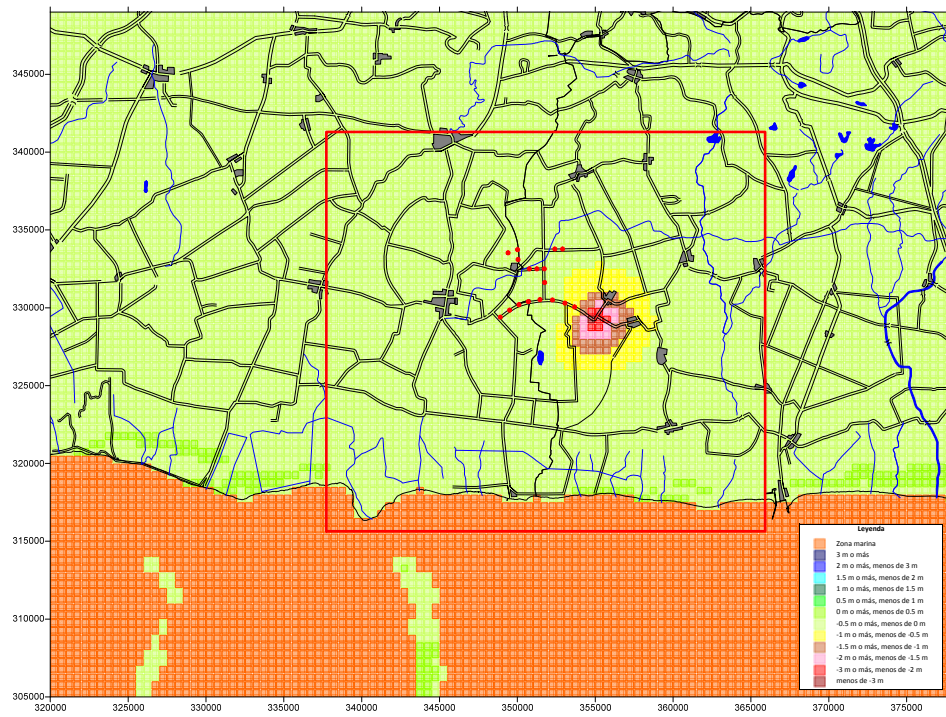 345000
340000
335000
330000
325000
320000
315000
310000
305000
320000 325000 330000 335000 340000 345000 350000 355000 360000 365000 370000 375000
Leyenda
Zona marina
3 m o más
2 m o más, menos de 3 m
1.5 m o más, menos de 2 m
1 m o más, menos de 1.5 m
0.5 m o más, menos de 1 m
0 m o más, menos de 0.5 m
-0.5 m o más, menos de 0 m
-1 m o más, menos de -0.5 m
-1.5 m o más, menos de -1 m
-2 m o más, menos de -1.5 m
-3 m o más, menos de -2 m
menos de -3 m